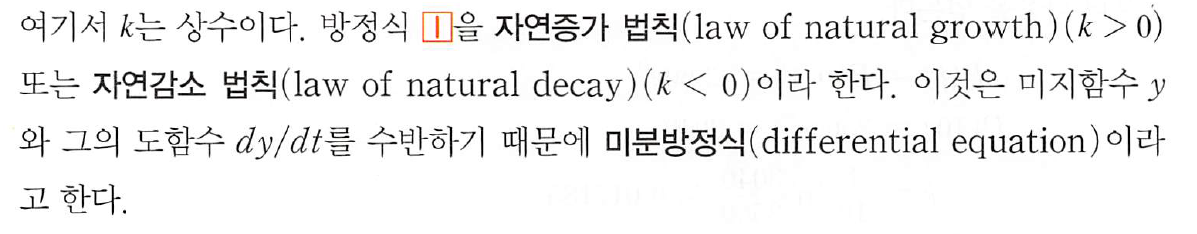 여기서 k는 상수이다. 방정식 1을 자연증가 법칙(law of natural growth)(k > 0)
또는 자연감소 법칙(law of natural decay)(k < 0)이라 한다. 이것은 미지함수 y
와 그의 도함수 dy/dt를 수반하기 때문에 미분방정식(differential equation)이라
고 한다.